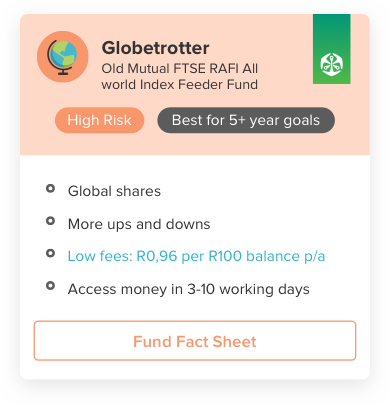 Globetrotter
Old Mutual FTSE RAFI All
world Index Feeder Fund
High Risk
Best for 5+ year goals
Global shares
More ups and downs
Low fees: R0,96 per R100 balance p/a
Access money in 3-10 working days
Fund Fact Sheet